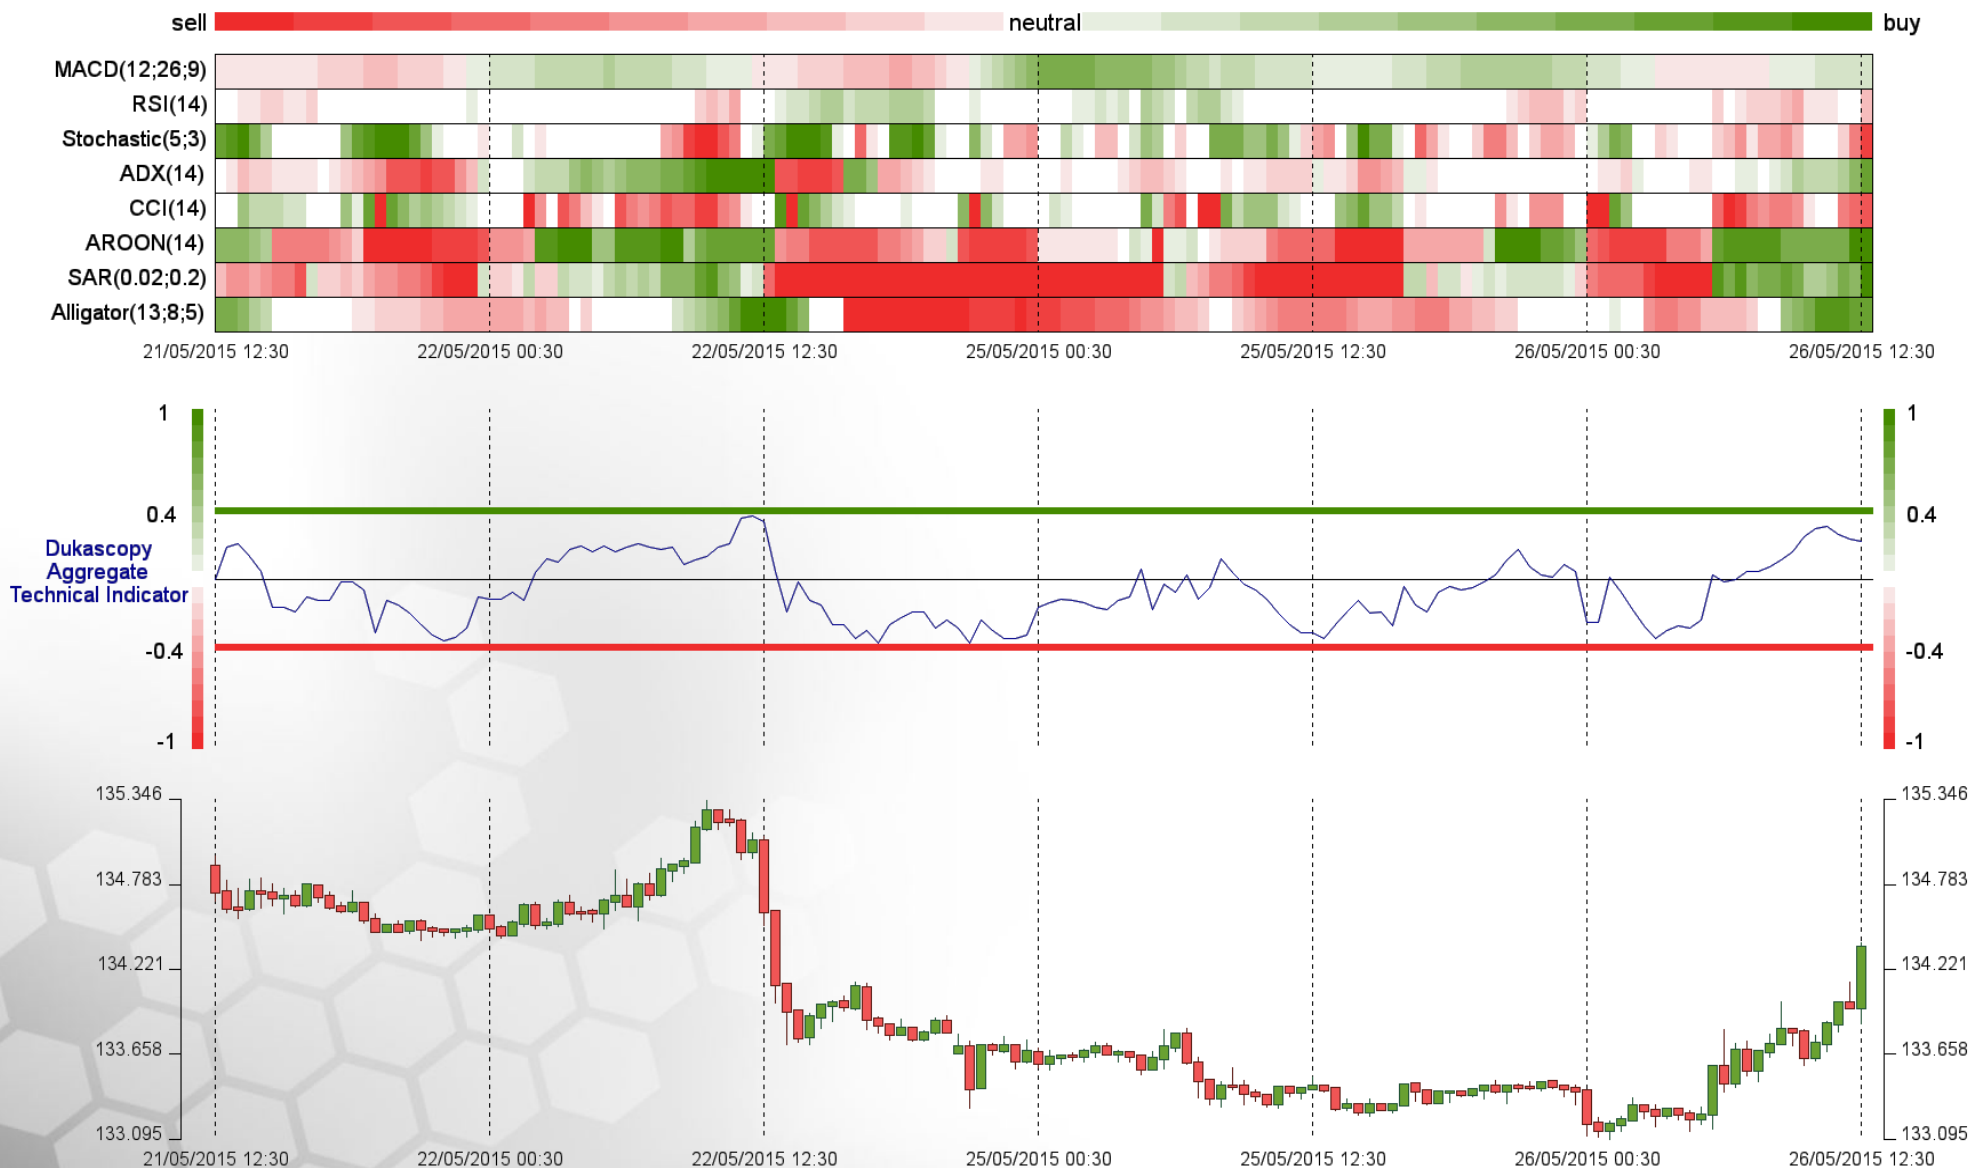 sell neutral buy
MACD(12;26;9)
RSI(14)
Stochastic(5;3)
ADX(14)
CCI(14)
AROON(14)
SAR(0.02;0.2)
Alligator(13;8;5)
21/05/2015 12:30 22/05/2015 00:30 22/05/2015 12:30 25/05/2015 00:30 25/05/2015 12:30 26/05/2015 00:30 26/05/2015 12:30
1 1
0.4 0.4
Dukascopy
Aggregate
Technical Indicator
-0.4 -0.4
-1 -1
135.346 135.346
134.783 134.783
134.221 134.221
133.658 133.658
133.095 133.095
21/05/2015 12:30 22/05/2015 00:30 22/05/2015 12:30 25/05/2015 00:30 25/05/2015 12:30 26/05/2015 00:30 26/05/2015 12:30